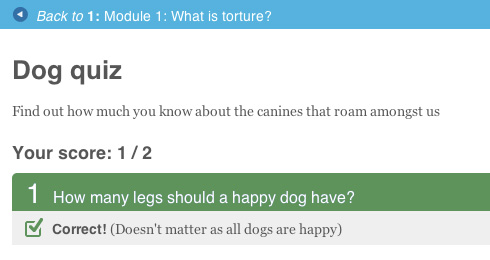 Back to 1: Module 1: What is torture?
Dog quiz
Find out how much you know about the canines that roam amongst us
Your score: 1 / 2
1 How many legs should a happy dog have?
Correct! (Doesn't matter as all dogs are happy)